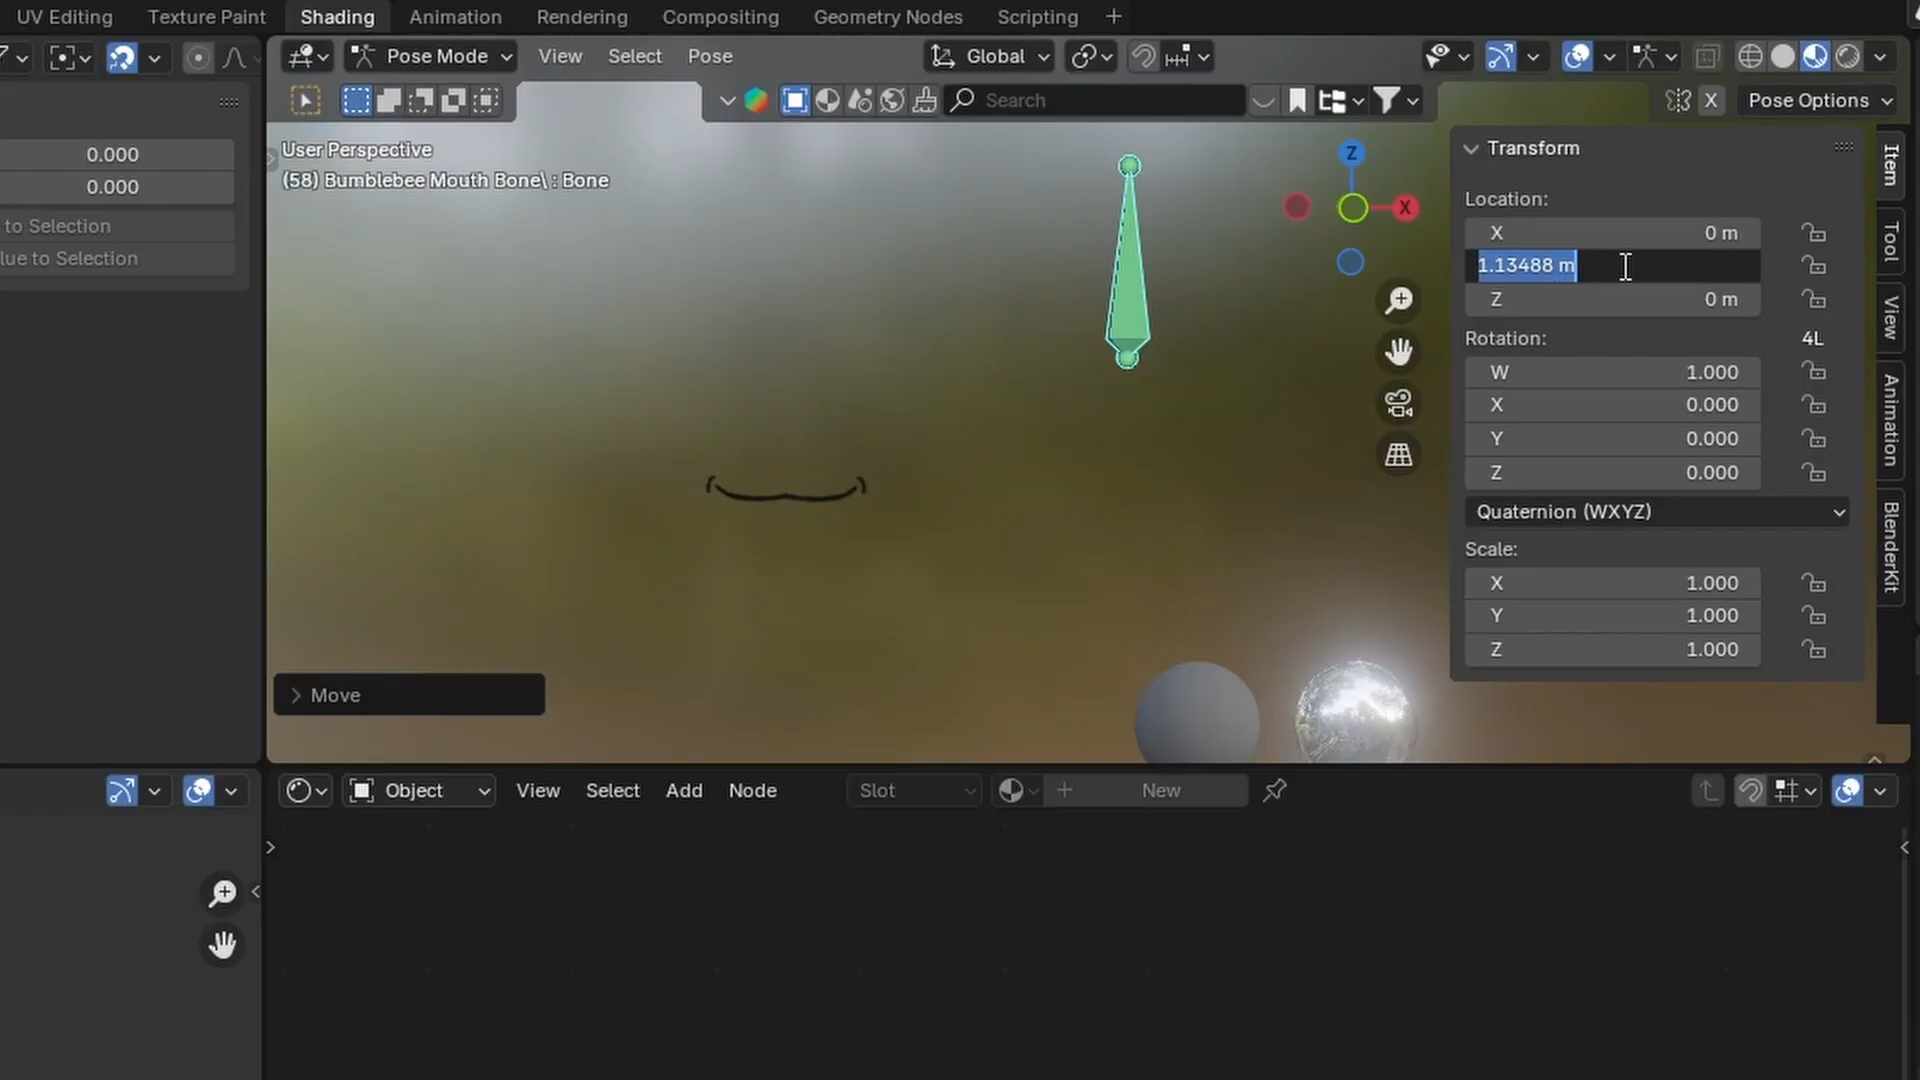 UV Editing Texture Paint Shading Animation Rendering Compositing Geometry Nodes Scripting +
Pose Mode View Select Pose Global
Search X Pose Options
User Perspective
(58) Bumblebee Mouth Bone\ : Bone
0.000
0.000
to Selection
lue to Selection
Z
X
Transform
Location:
X 0 m
1.13488 m
Z 0 m
Rotation: 4L
W 1.000
X 0.000
Y 0.000
Z 0.000
Quaternion (WXYZ)
Scale:
X 1.000
Y 1.000
Z 1.000
Item
Tool
View
Animation
BlenderKit
Move
Object View Select Add Node Slot New